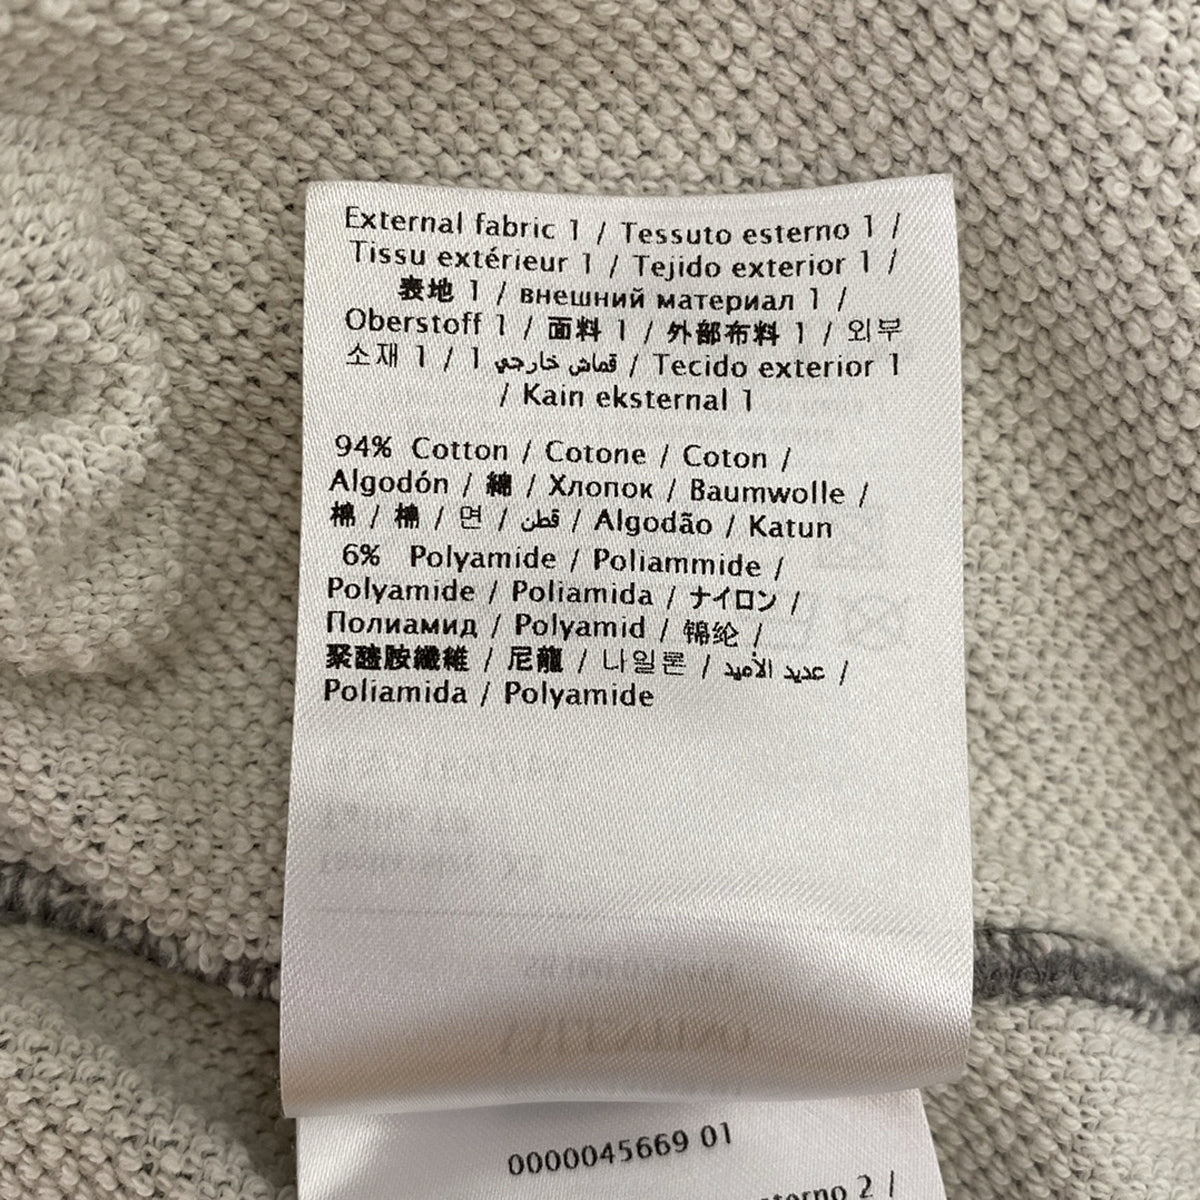 External fabric 1 / Tessuto esterno 1 /
Tissu extérieur 1 / Tejido exterior 1 /
表地 1 / внешний материал 1 /
Oberstoff 1 / 面料 1 / 外部布料 1 / 외부
소재 1 / 1 قماش خارجي / Tecido exterior 1
/ Kain eksternal 1
94% Cotton / Cotone / Coton /
Algodón / 綿 / Хлопок / Baumwolle /
棉 / 棉 / 면 / قطن / Algodão / Katun
6% Polyamide / Poliammide /
Polyamide / Poliamida / ナイロン /
Полиамид / Polyamid / 锦纶 /
聚醯胺纖維 / 尼龍 / 나일론 / عديد الأميد /
Poliamida / Polyamide
0000045669 01
2 /